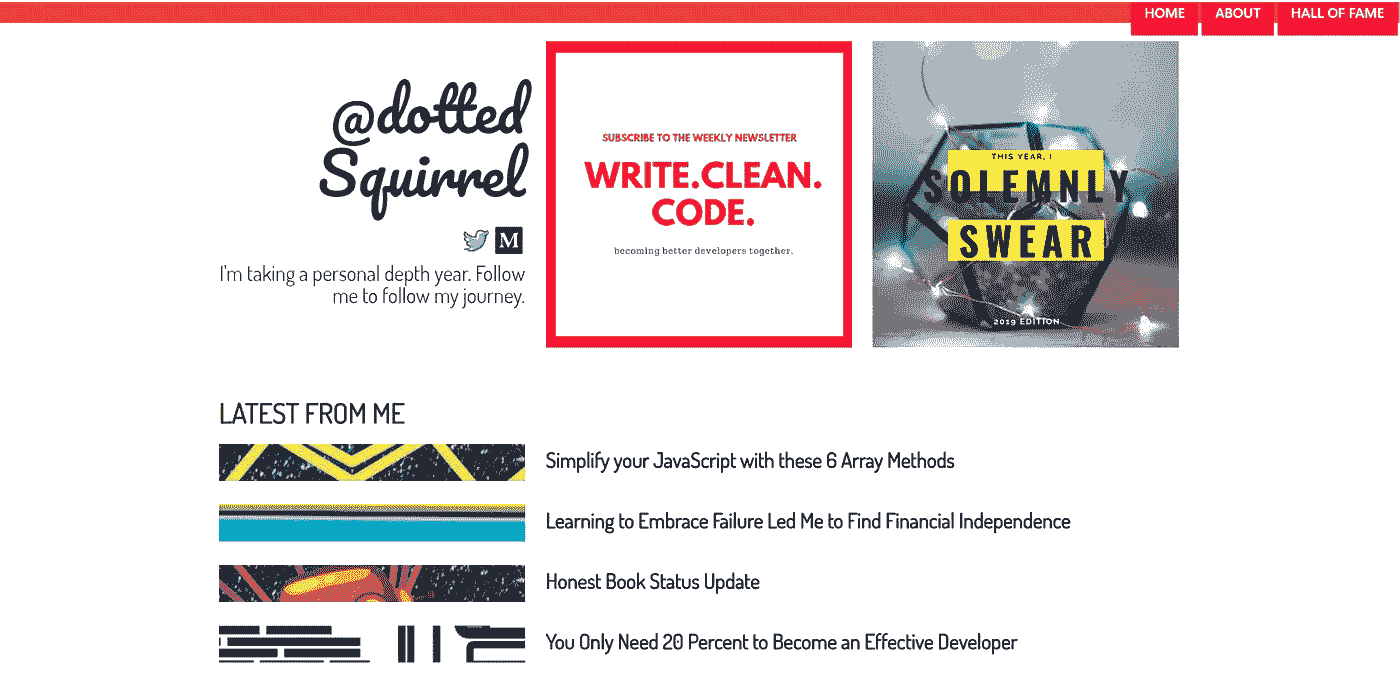 HOME
ABOUT
HALL OF FAME
@dotted
Squirrel
M
I'm taking a personal depth year. Follow
me to follow my journey.
SUBSCRIBE TO THE WEEKLY NEWSLETTER
WRITE.CLEAN.
CODE.
becoming better developers together.
THIS YEAR, I
SOLEMNLY
SWEAR
2019 EDITION
LATEST FROM ME
Simplify your JavaScript with these 6 Array Methods
Learning to Embrace Failure Led Me to Find Financial Independence
Honest Book Status Update
You Only Need 20 Percent to Become an Effective Developer